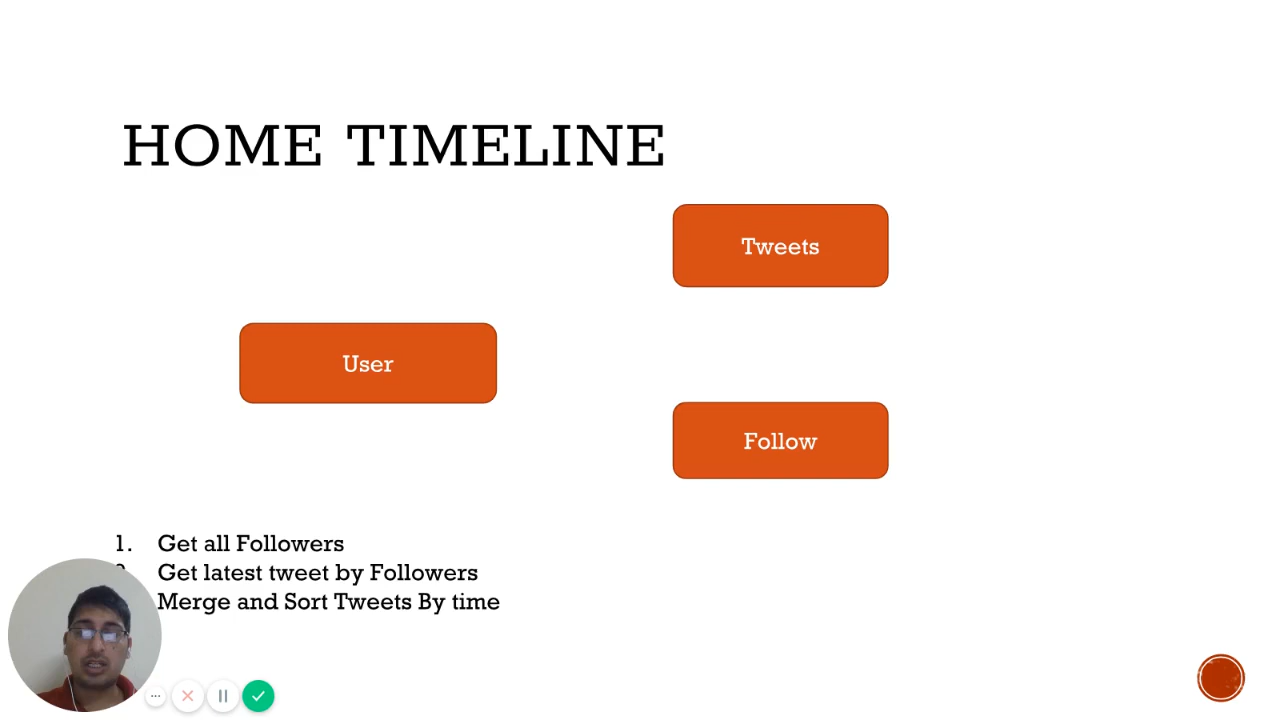 HOME TIMELINE
Tweets
User
Follow
1. Get all Followers
Get latest tweet by Followers
Merge and Sort Tweets By time